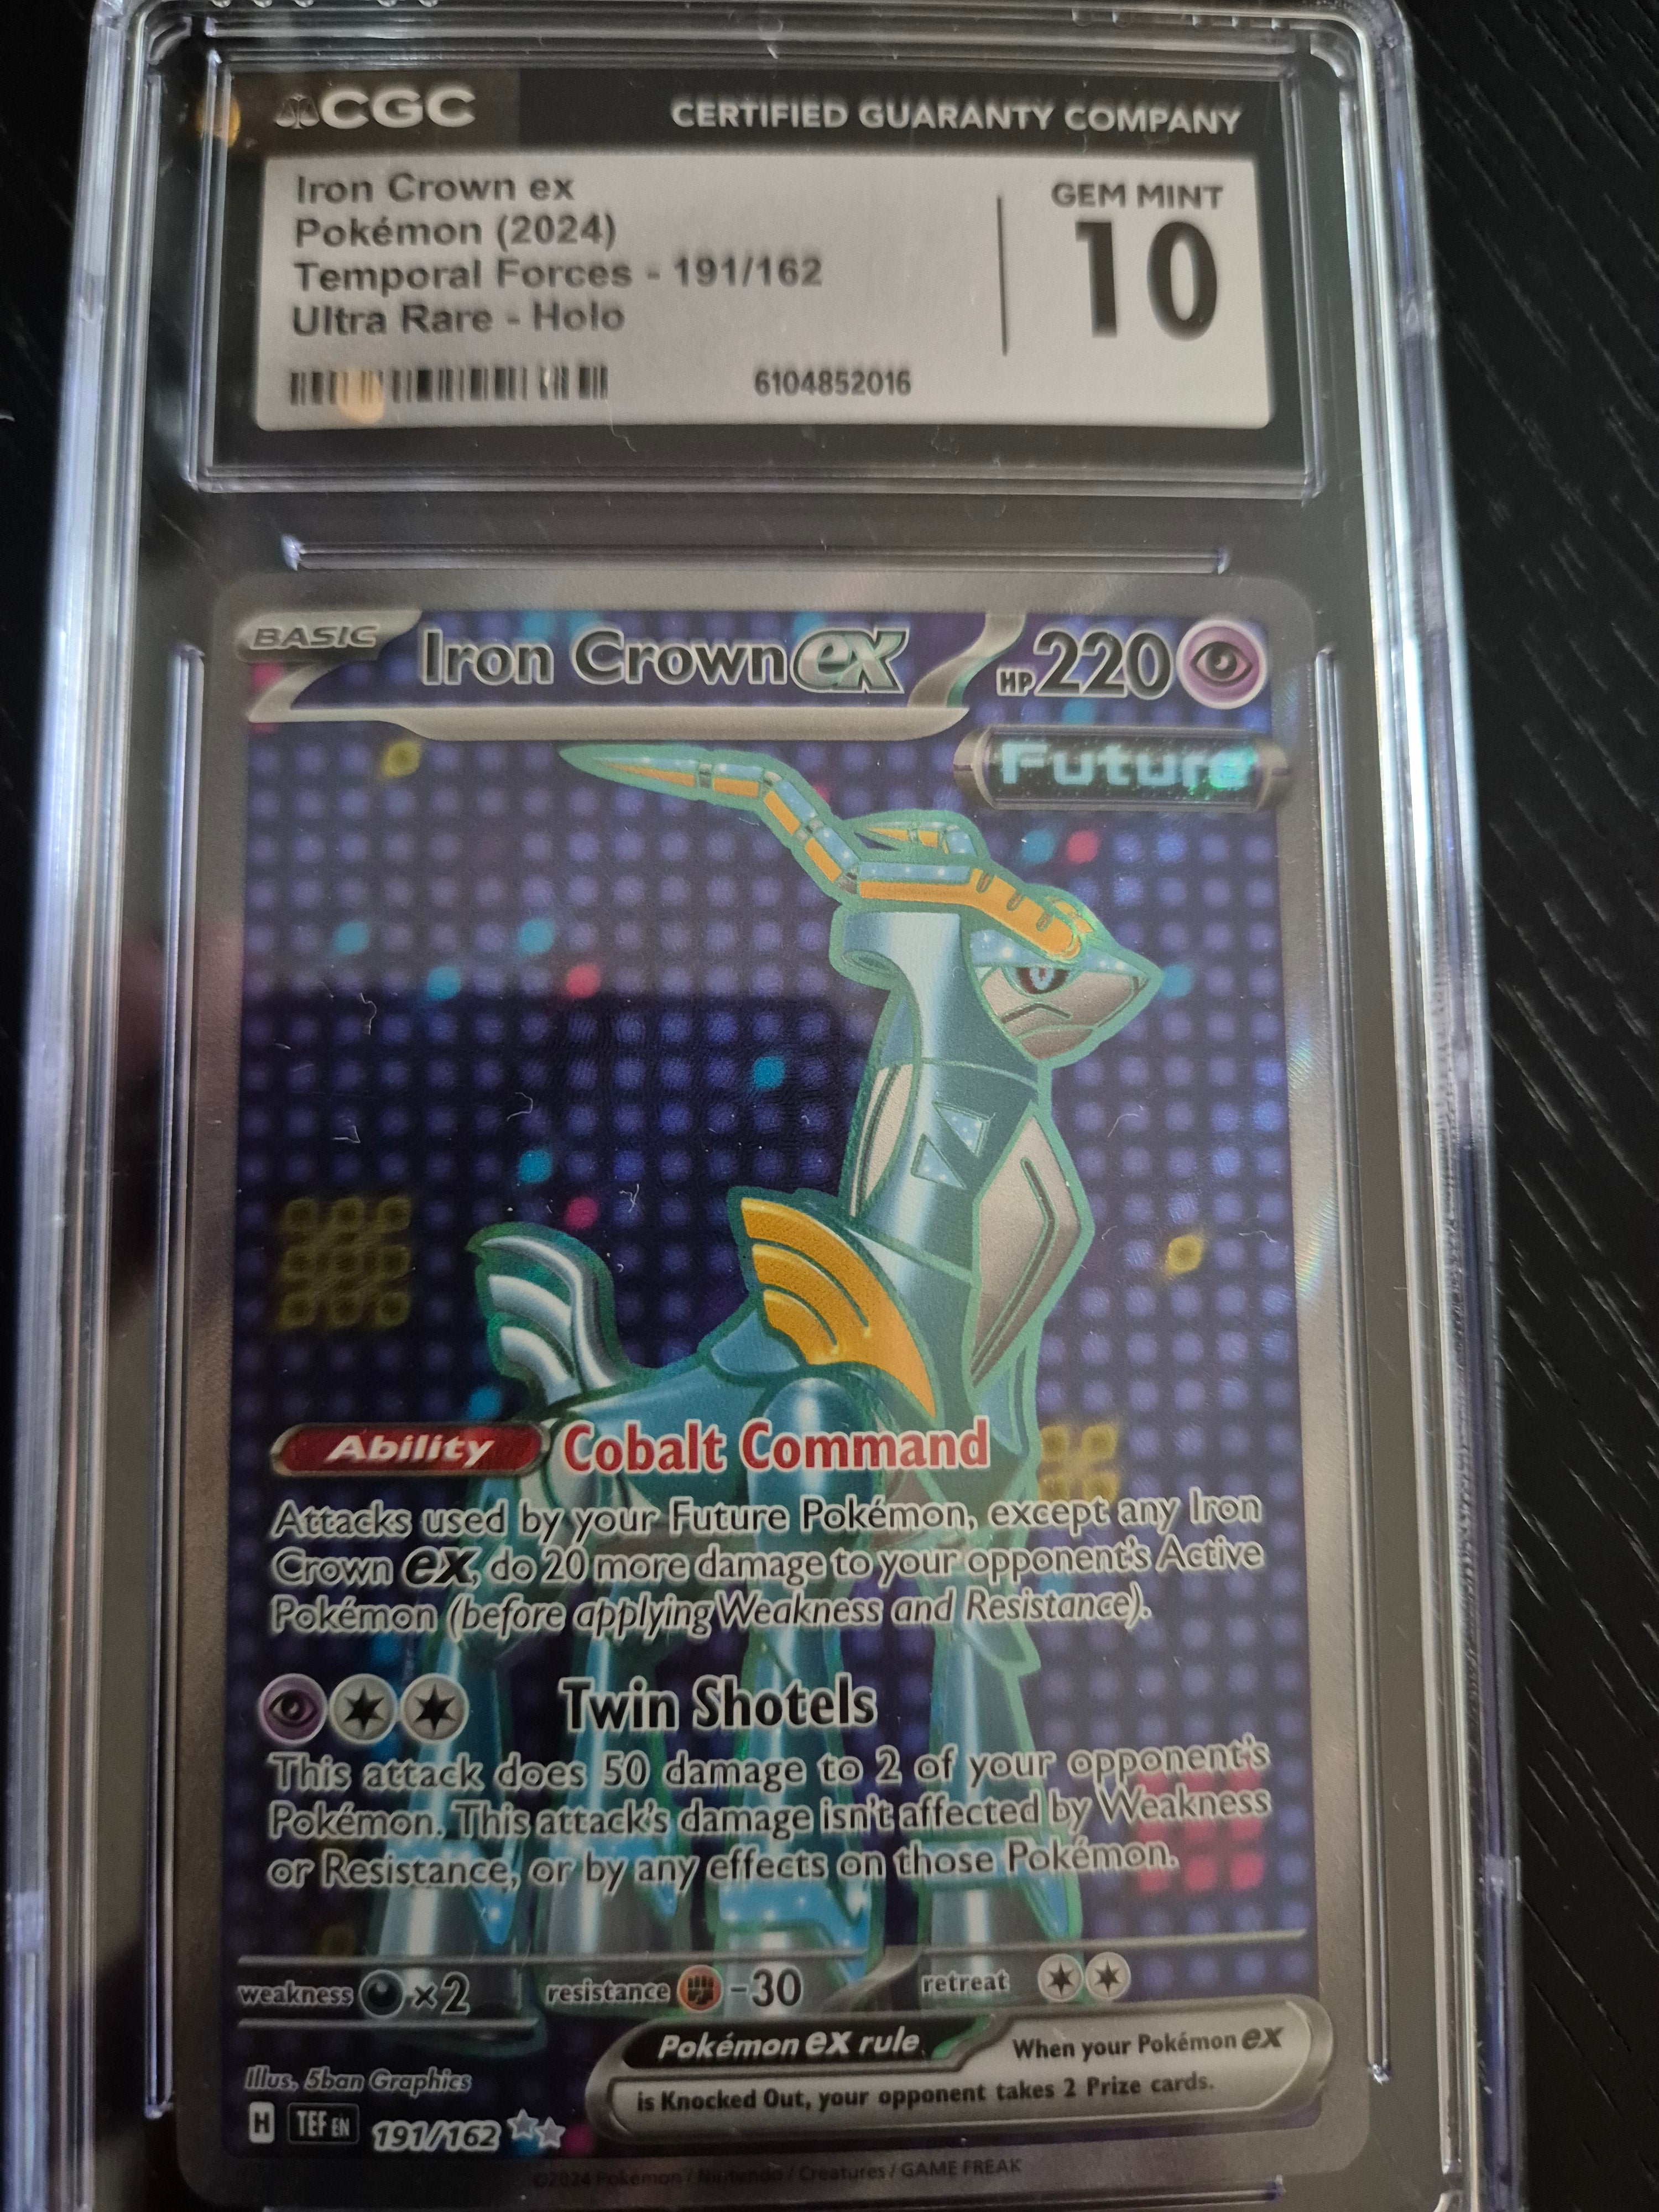 CGC CERTIFIED GUARANTY COMPANY
Iron Crown ex
Pokémon (2024)
Temporal Forces - 191/162
Ultra Rare - Holo
GEM MINT
10
6104852016
BASIC Iron Crown ex HP 220
Future
Ability Cobalt Command
Attacks used by your Future Pokémon, except any Iron
Crown ex, do 20 more damage to your opponent's Active
Pokémon (before applying Weakness and Resistance).
Twin Shotels
This attack does 50 damage to 2 of your opponent's
Pokémon. This attack's damage isn't affected by Weakness
or Resistance, or by any effects on those Pokémon.
weakness ×2 resistance -30 retreat
Pokémon ex rule When your Pokémon ex
is Knocked Out, your opponent takes 2 Prize cards.
Illus. 5ban Graphics
H TEF EN 191/162
©2024 Pokémon / Nintendo / Creatures / GAME FREAK